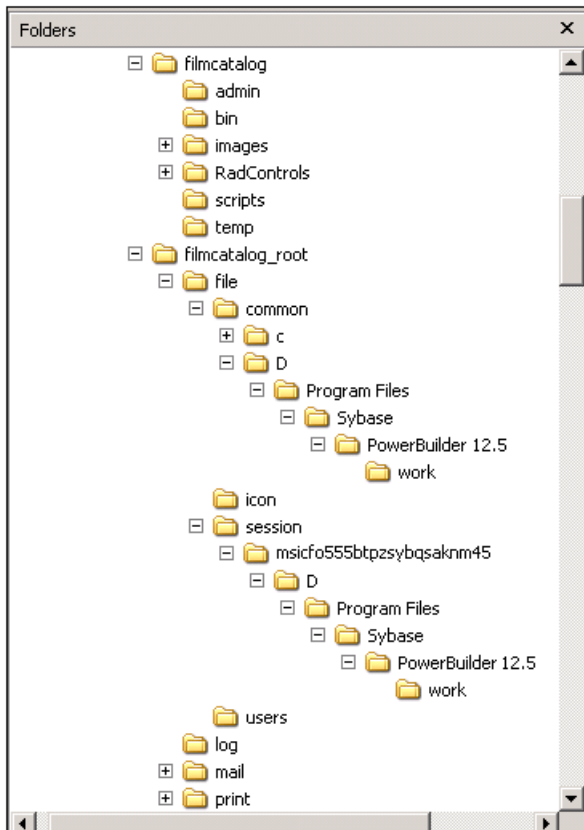 Folders
filmcatalog
admin
bin
images
RadControls
scripts
temp
filmcatalog_root
file
common
c
D
Program Files
Sybase
PowerBuilder 12.5
work
icon
session
msicfo555btpzsybqsaknm45
D
Program Files
Sybase
PowerBuilder 12.5
work
users
log
mail
print